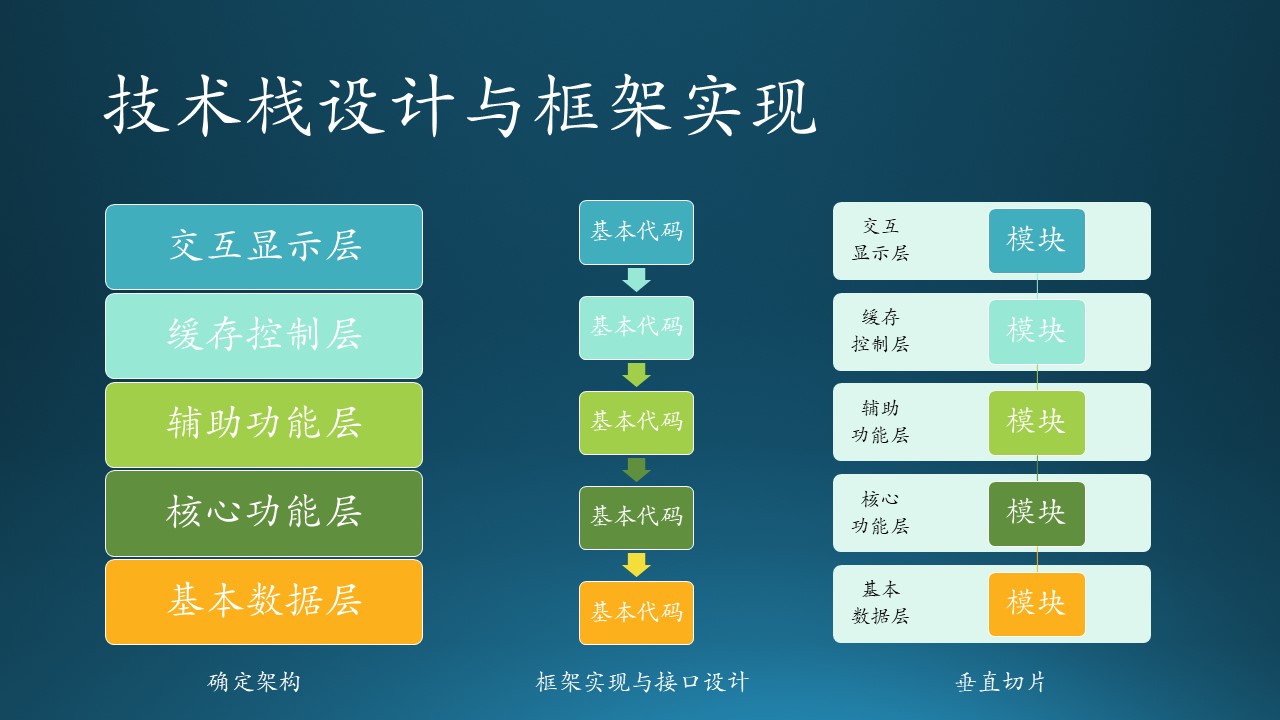 技术栈设计与框架实现
交互显示层
缓存控制层
辅助功能层
核心功能层
基本数据层
确定架构
基本代码
基本代码
基本代码
基本代码
基本代码
框架实现与接口设计
交互
显示层
模块
缓存
控制层
模块
辅助
功能层
模块
核心
功能层
模块
基本
数据层
模块
垂直切片